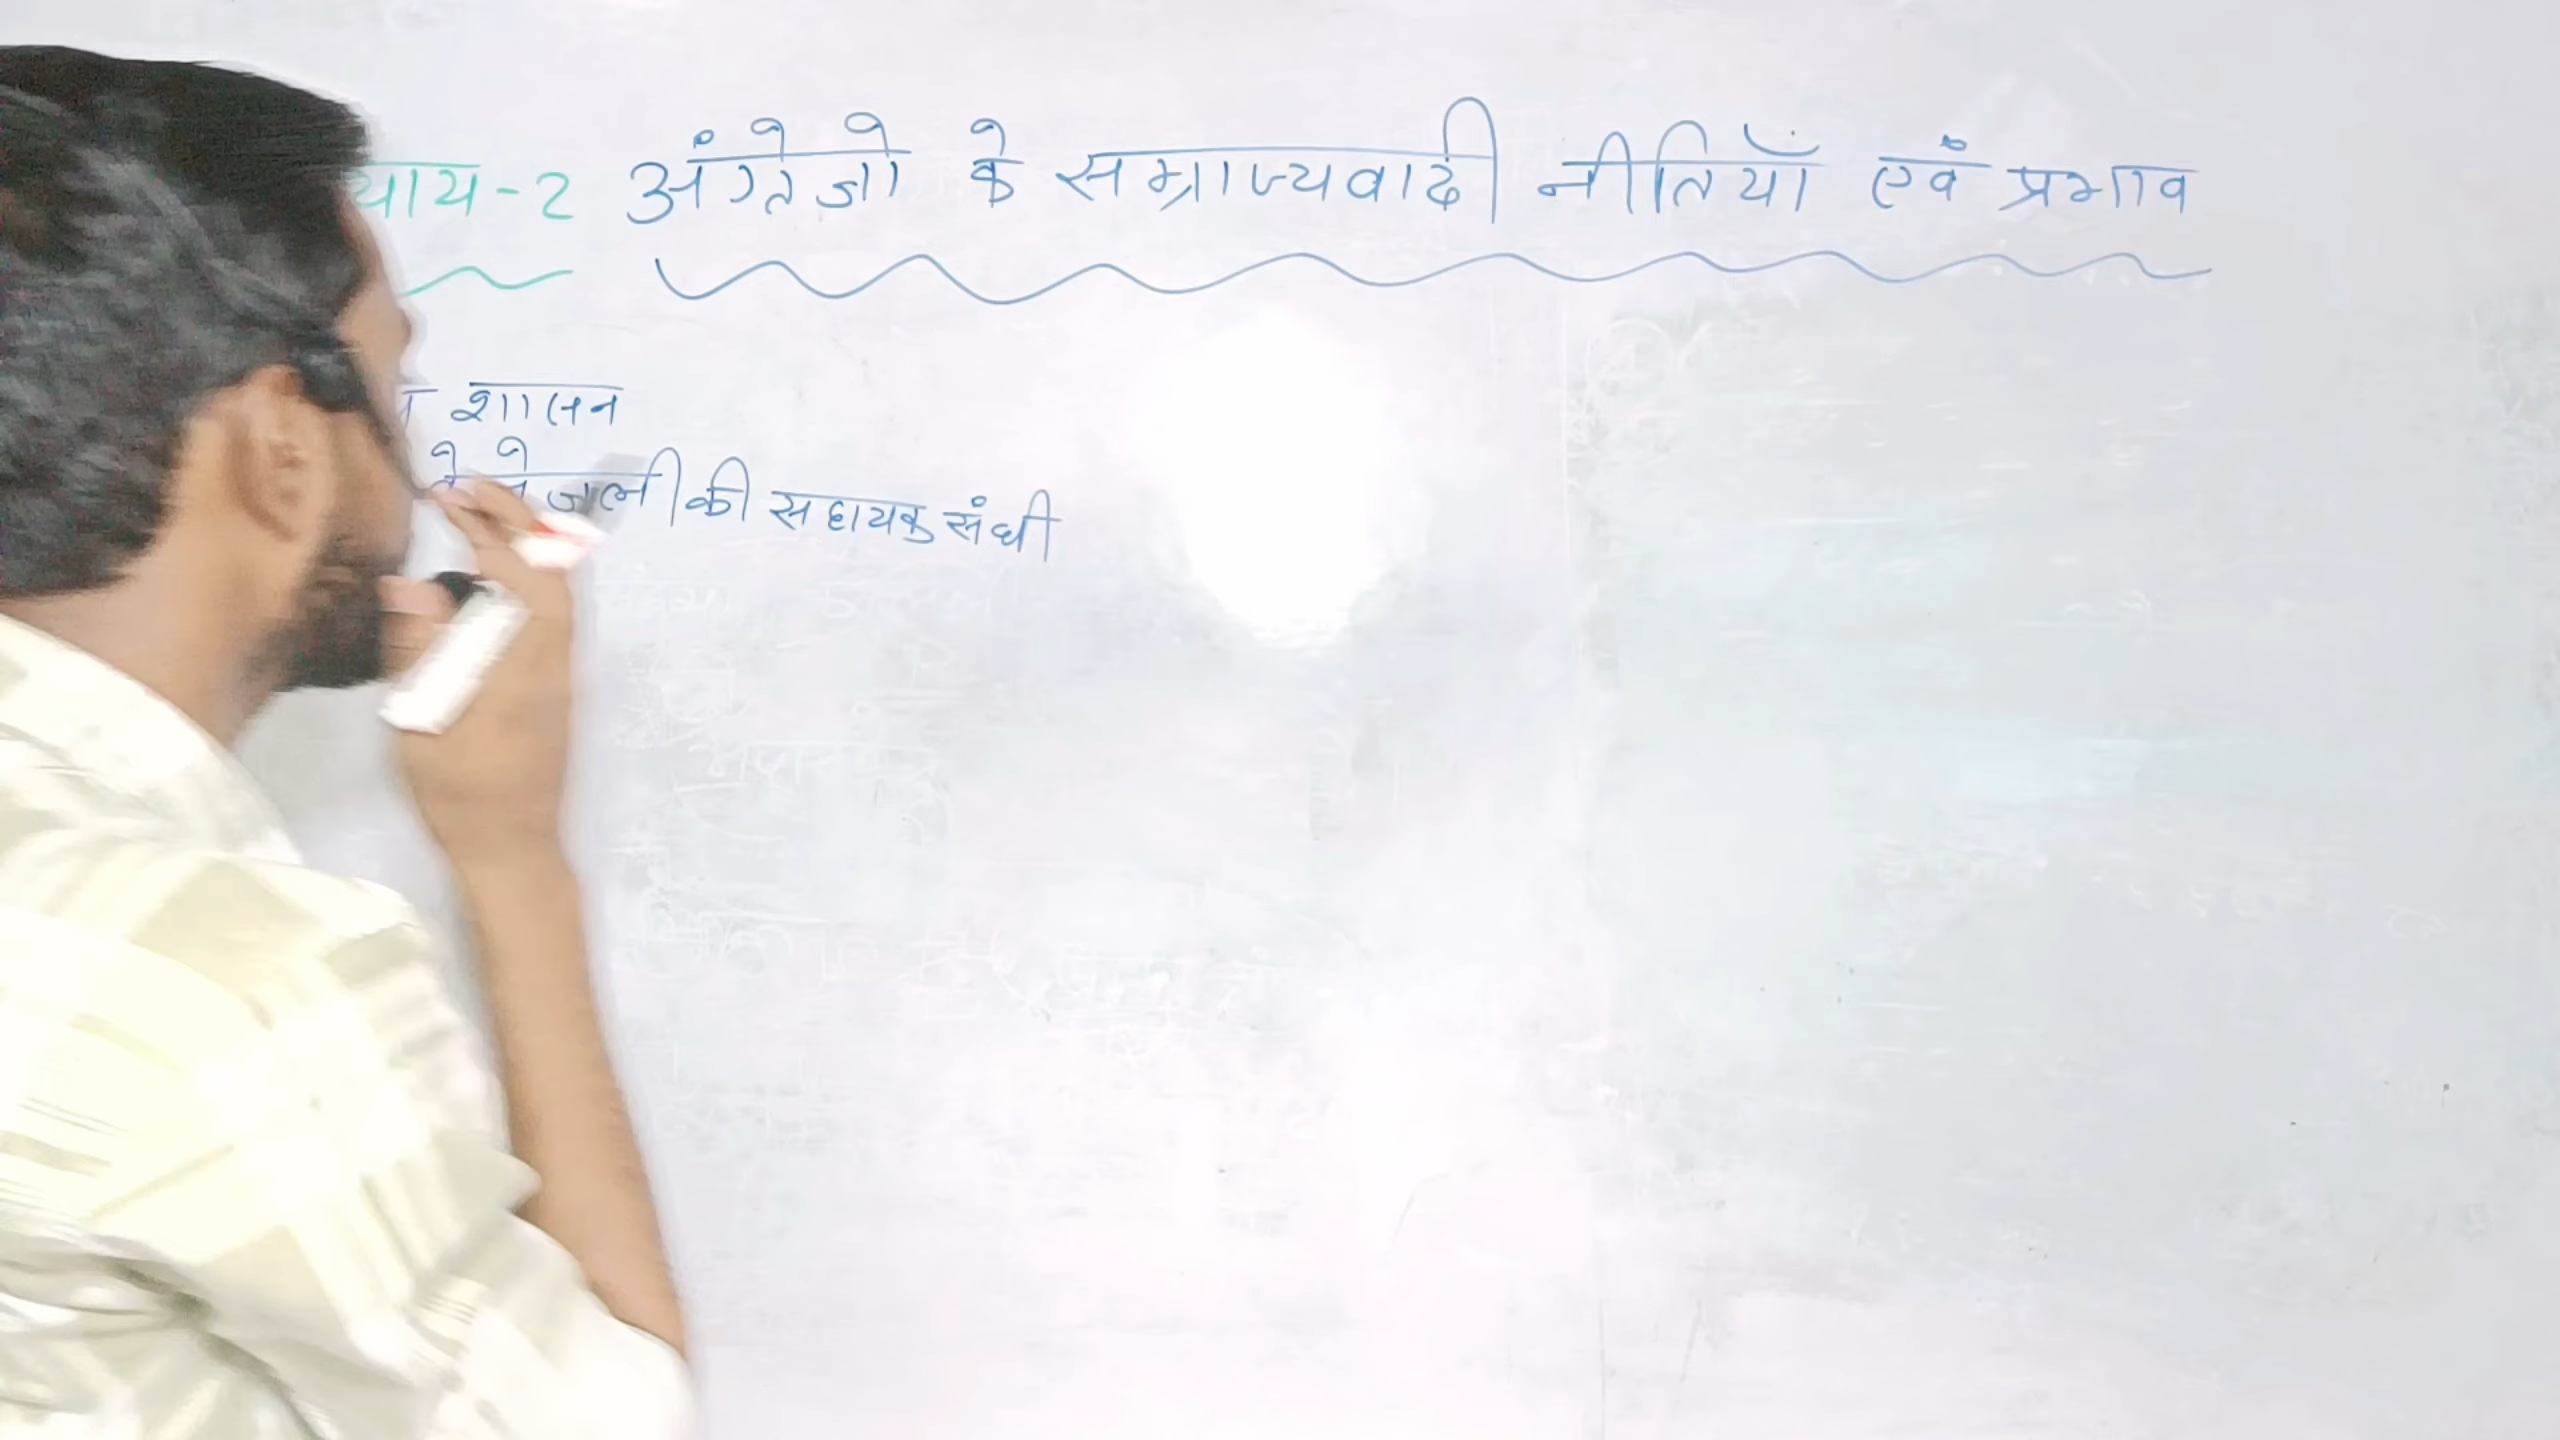 याय-2 अंग्रेजो के सम्राज्यवादी नीतियाँ एवं प्रभाव
शासन
की सहायक संधी